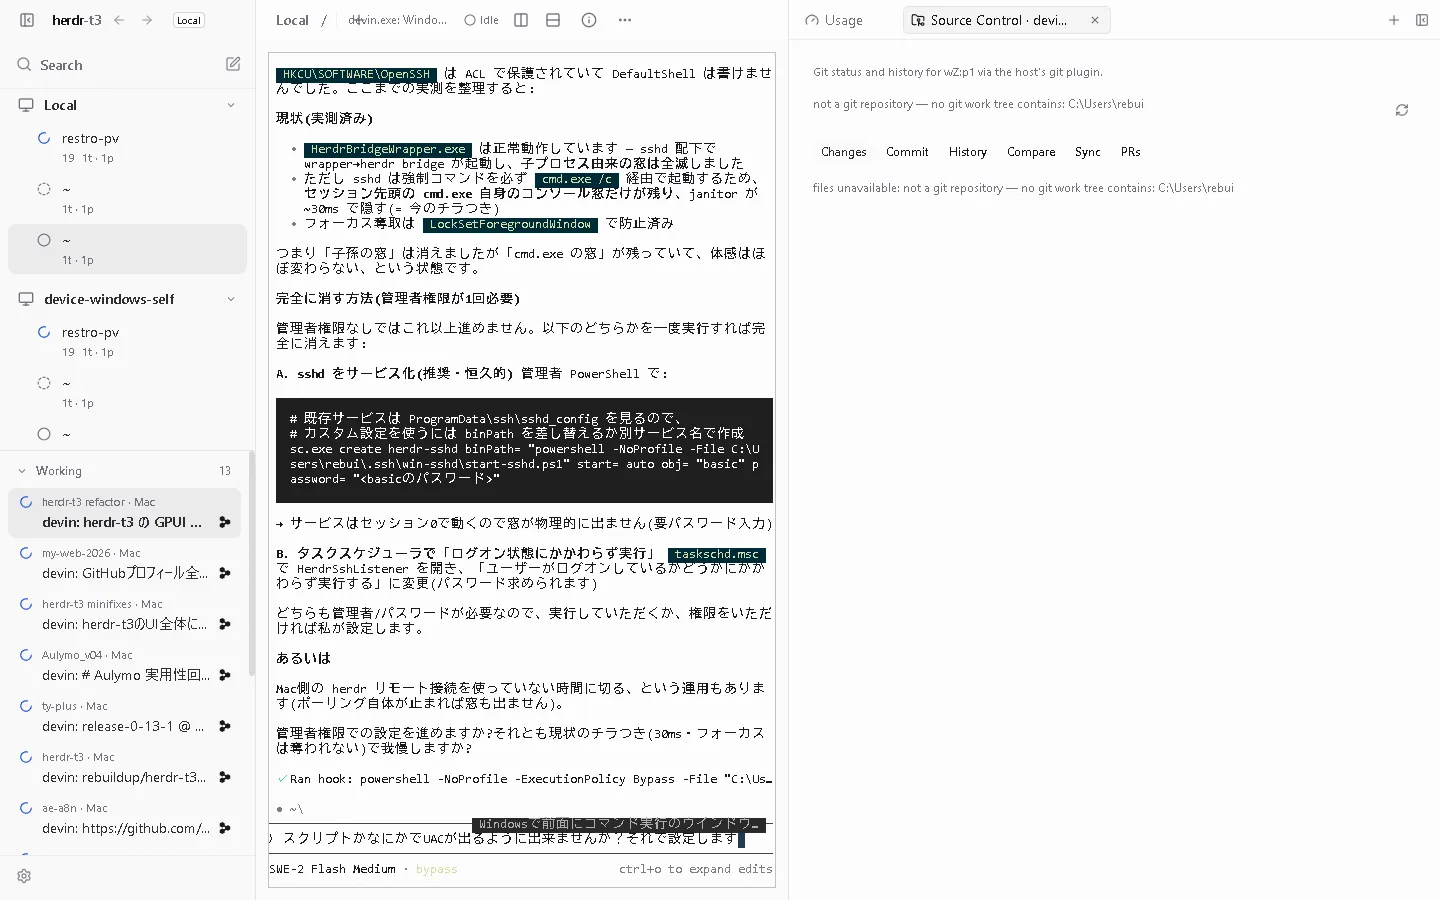 herdr-t3
Local
Search
Local
restro-pv
19 1t · 1p
~
1t · 1p
~
1t · 1p
device-windows-self
restro-pv
19 1t · 1p
~
1t · 1p
~
Working 13
herdr-t3 refactor · Mac
devin: herdr-t3 の GPUI ...
my-web-2026 · Mac
devin: GitHubプロフィール全...
herdr-t3 minifixes · Mac
devin: herdr-t3のUI全体に...
Aulymo_v04 · Mac
devin: # Aulymo 実用性回...
ty-plus · Mac
devin: release-0-13-1 @ ...
herdr-t3 · Mac
devin: rebuildup/herdr-t3...
ae-a8n · Mac
devin: https://github.com/...
Local / devin.exe: Windo... Idle
HKCU\SOFTWARE\OpenSSH は ACL で保護されていて DefaultShell は書けませ
んでした。ここまでの実測を整理すると:
現状(実測済み)
• HerdrBridgeWrapper.exe は正常動作しています — sshd 配下で
wrapper→herdr bridge が起動し、子プロセス由来の窓は全滅しました
• ただし sshd は強制コマンドを必ず cmd.exe /c 経由で起動するため、
セッション先頭の cmd.exe 自身のコンソール窓だけが残り、janitor が
~30ms で隠す(= 今のチラつき)
• フォーカス奪取は LockSetForegroundWindow で防止済み
つまり「子孫の窓」は消えましたが「cmd.exe の窓」が残っていて、体感はほ
ぼ変わらない、という状態です。
完全に消す方法(管理者権限が1回必要)
管理者権限なしではこれ以上進めません。以下のどちらかを一度実行すれば完
全に消えます:
A. sshd をサービス化(推奨・恒久的) 管理者 PowerShell で:
# 既存サービスは ProgramData\ssh\sshd_config を見るので、
# カスタム設定を使うには binPath を差し替えるか別サービス名で作成
sc.exe create herdr-sshd binPath= "powershell -NoProfile -File C:\U
sers\rebui\.ssh\win-sshd\start-sshd.ps1" start= auto obj= "basic" p
assword= "<basicのパスワード>"
→ サービスはセッション0で動くので窓が物理的に出ません(要パスワード入力)
B. タスクスケジューラで「ログオン状態にかかわらず実行」 taskschd.msc
で HerdrSshListener を開き、「ユーザーがログオンしているかどうかにかか
わらず実行する」に変更(パスワード求められます)
どちらも管理者/パスワードが必要なので、実行していただくか、権限をいただ
ければ私が設定します。
あるいは
Mac側の herdr リモート接続を使っていない時間に切る、という運用もありま
す(ポーリング自体が止まれば窓も出ません)。
管理者権限での設定を進めますか?それとも現状のチラつき(30ms・フォーカス
は奪われない)で我慢しますか?
✓Ran hook: powershell -NoProfile -ExecutionPolicy Bypass -File "C:\Us…
● ~\
Windowsで前面にコマンド実行のウインドウ…
❯ スクリプトかなにかでUACが出るように出来ませんか？それで設定します
SWE-2 Flash Medium · bypass ctrl+o to expand edits
Usage
Source Control · devi...
Git status and history for wZ:p1 via the host's git plugin.
not a git repository — no git work tree contains: C:\Users\rebui
Changes Commit History Compare Sync PRs
files unavailable: not a git repository — no git work tree contains: C:\Users\rebui